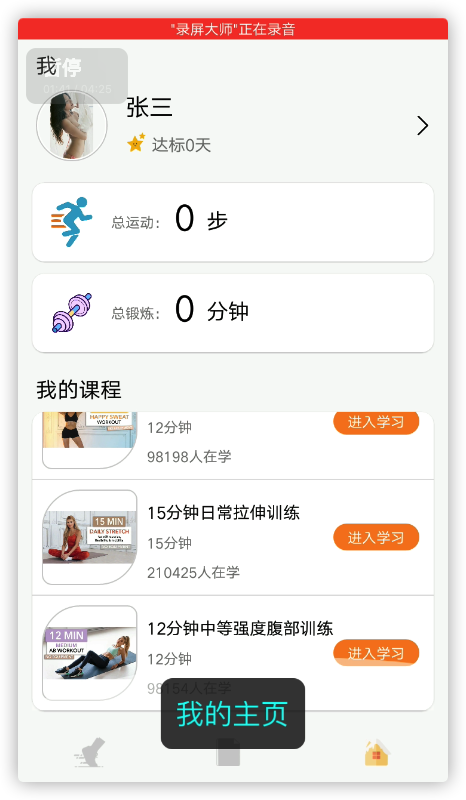 "录屏大师"正在录音
我
暂停
张三
达标0天
总运动: 0 步
总锻炼: 0 分钟
我的课程
HAPPY SWEAT
WORKOUT
12分钟
进入学习
98198人在学
15 MIN
DAILY STRETCH
15分钟日常拉伸训练
15分钟
进入学习
210425人在学
12 MIN
MEDIUM
AB WORKOUT
12分钟中等强度腹部训练
12分钟
进入学习
98154人在学
我的主页